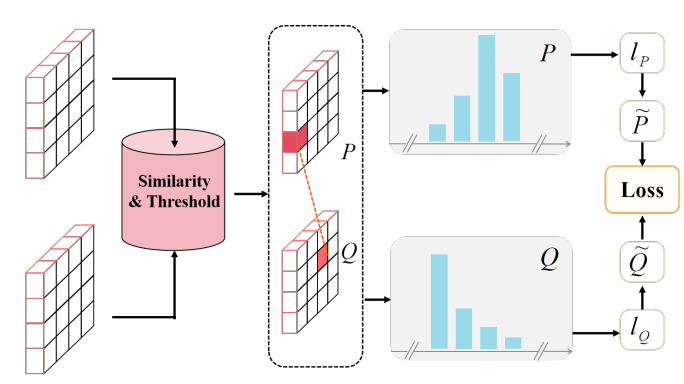 P
l_P
P̃
Similarity
& Threshold
P
Loss
Q
Q
Q̃
l_Q